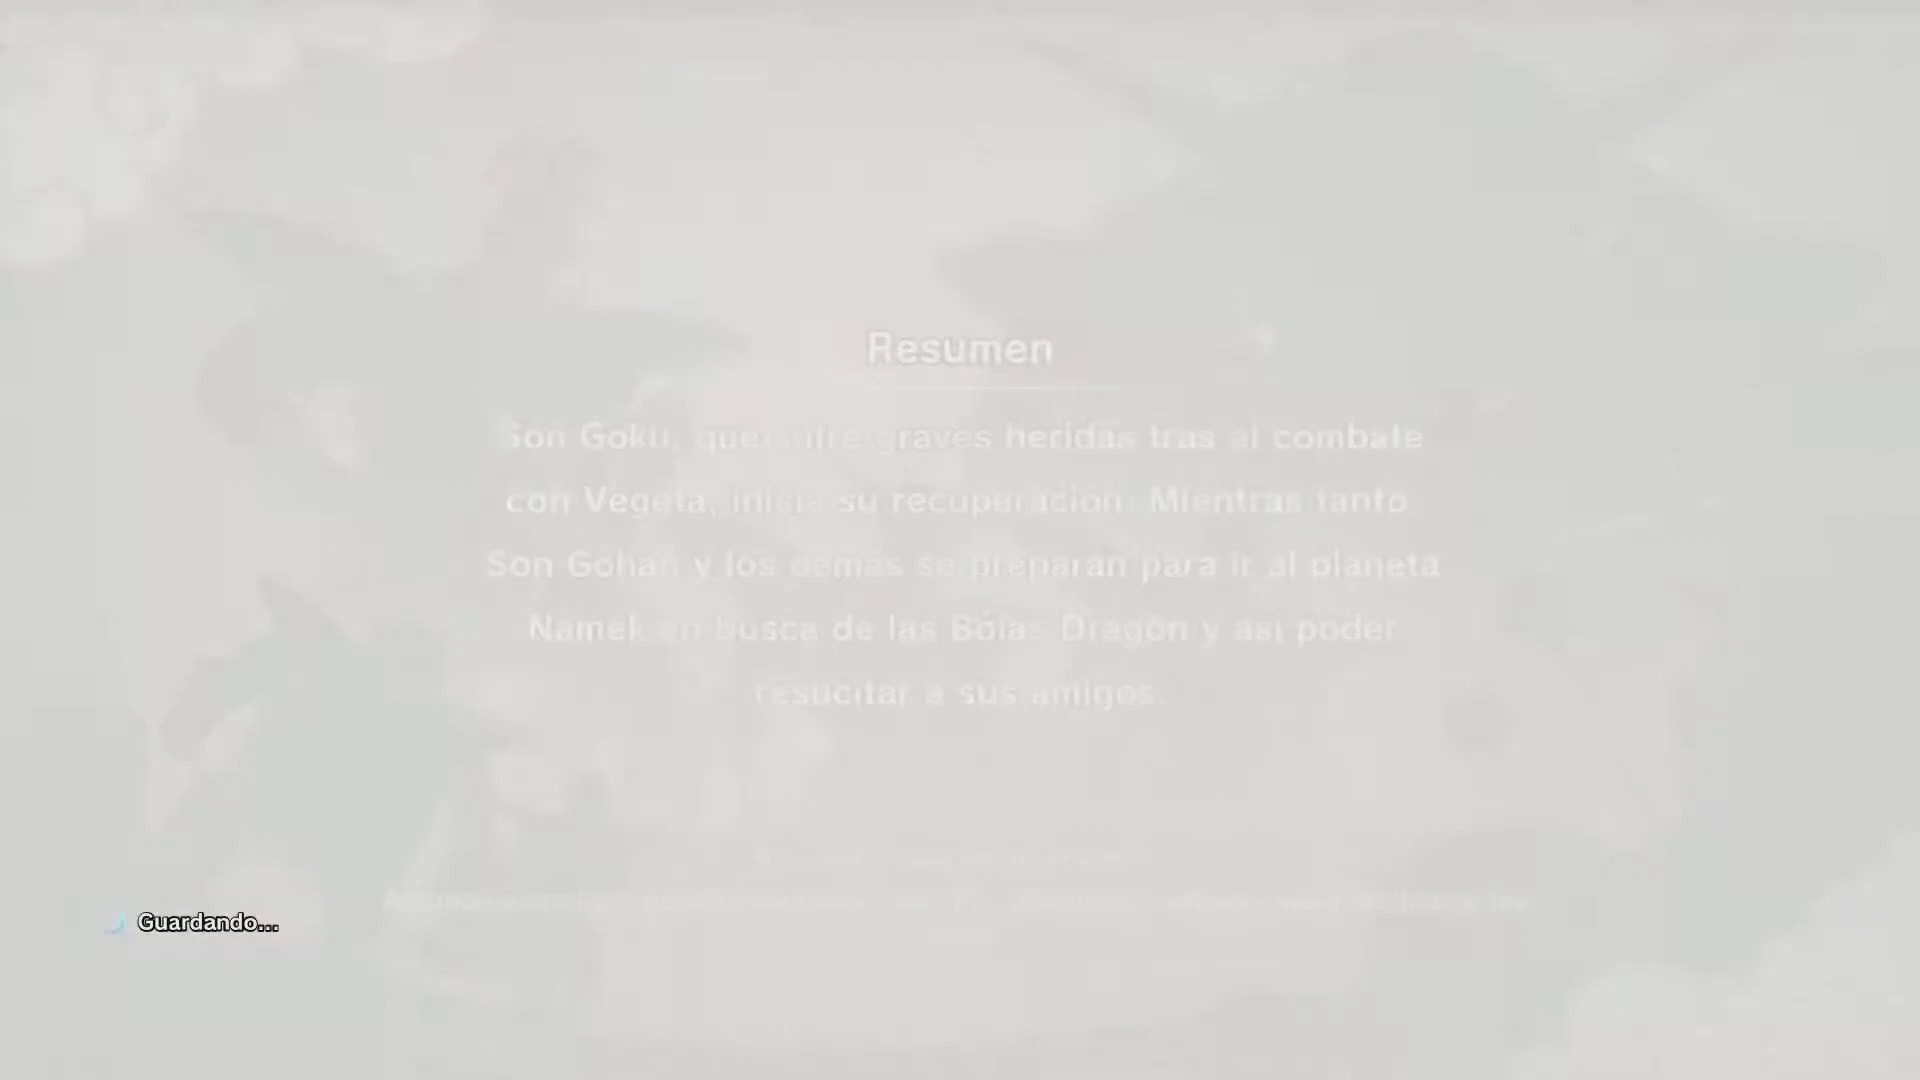 Resumen
Son Goku, que sufre graves heridas tras el combate
con Vegeta, inicia su recuperación. Mientras tanto
Son Gohan y los demás se preparan para ir al planeta
Namek en busca de las Bolas Dragón y así poder
resucitar a sus amigos.
Guardando...